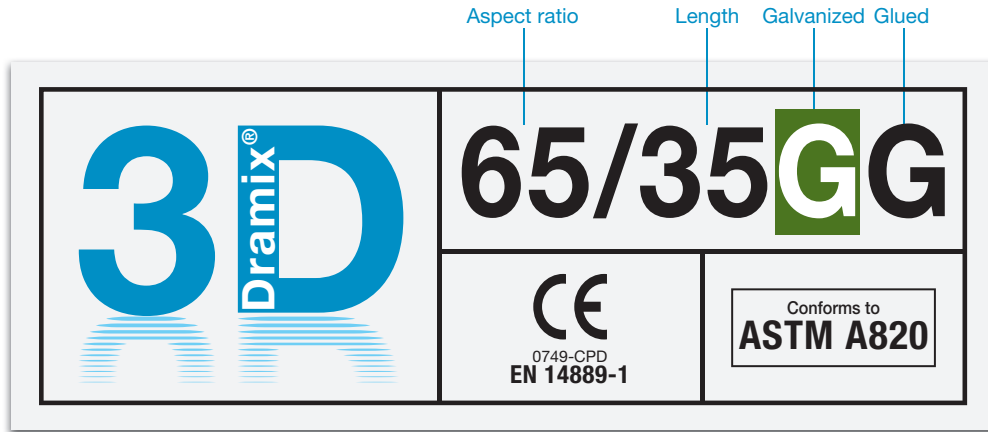 Aspect ratio Length Galvanized Glued
3D
Dramix®
65/35GG
CE
0749-CPD
EN 14889-1
Conforms to
ASTM A820